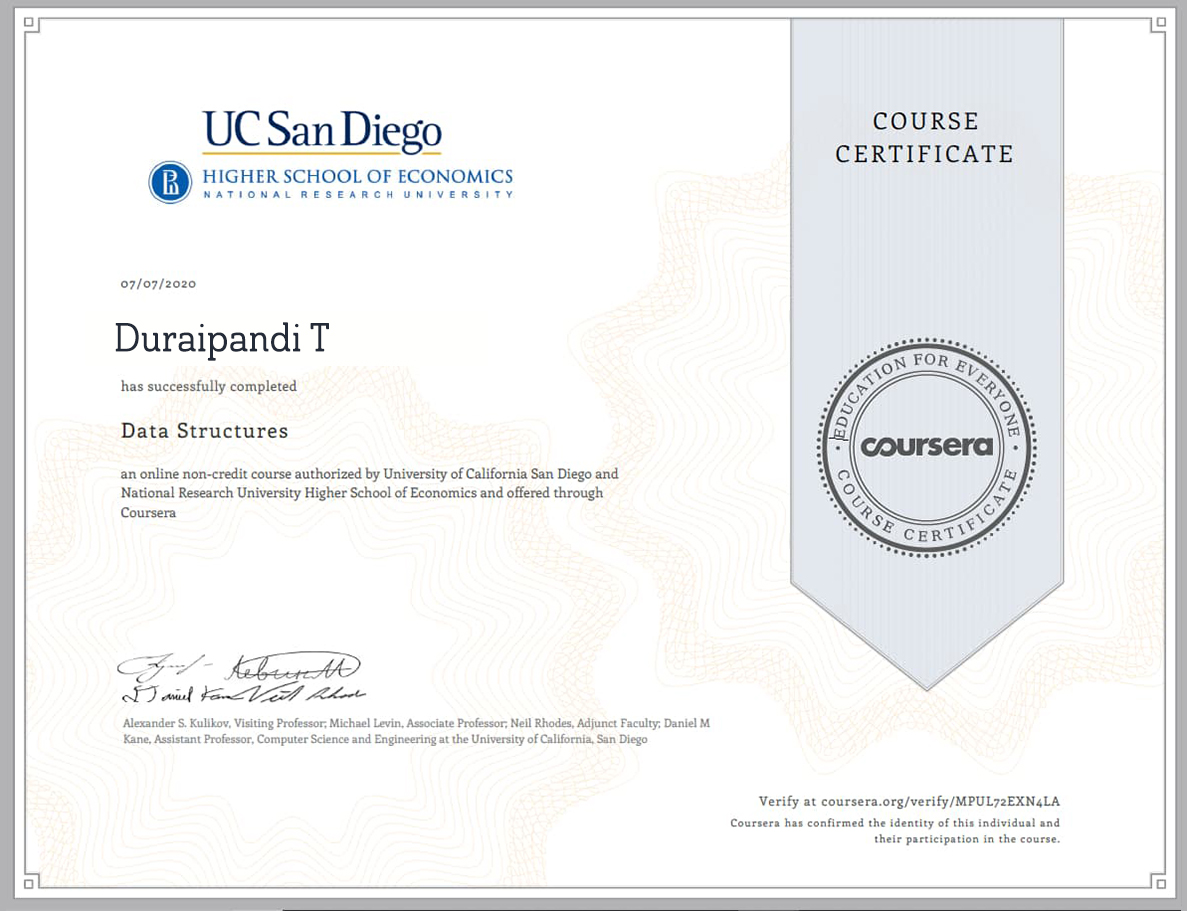 UC San Diego
HIGHER SCHOOL OF ECONOMICS
NATIONAL RESEARCH UNIVERSITY
COURSE
CERTIFICATE
07/07/2020
Duraipandi T
has successfully completed
Data Structures
an online non-credit course authorized by University of California San Diego and
National Research University Higher School of Economics and offered through
Coursera
EDUCATION FOR EVERYONE
coursera
COURSE CERTIFICATE
Alexander S. Kulikov, Visiting Professor; Michael Levin, Associate Professor; Neil Rhodes, Adjunct Faculty; Daniel M
Kane, Assistant Professor, Computer Science and Engineering at the University of California, San Diego
Verify at coursera.org/verify/MPUL72EXN4LA
Coursera has confirmed the identity of this individual and
their participation in the course.